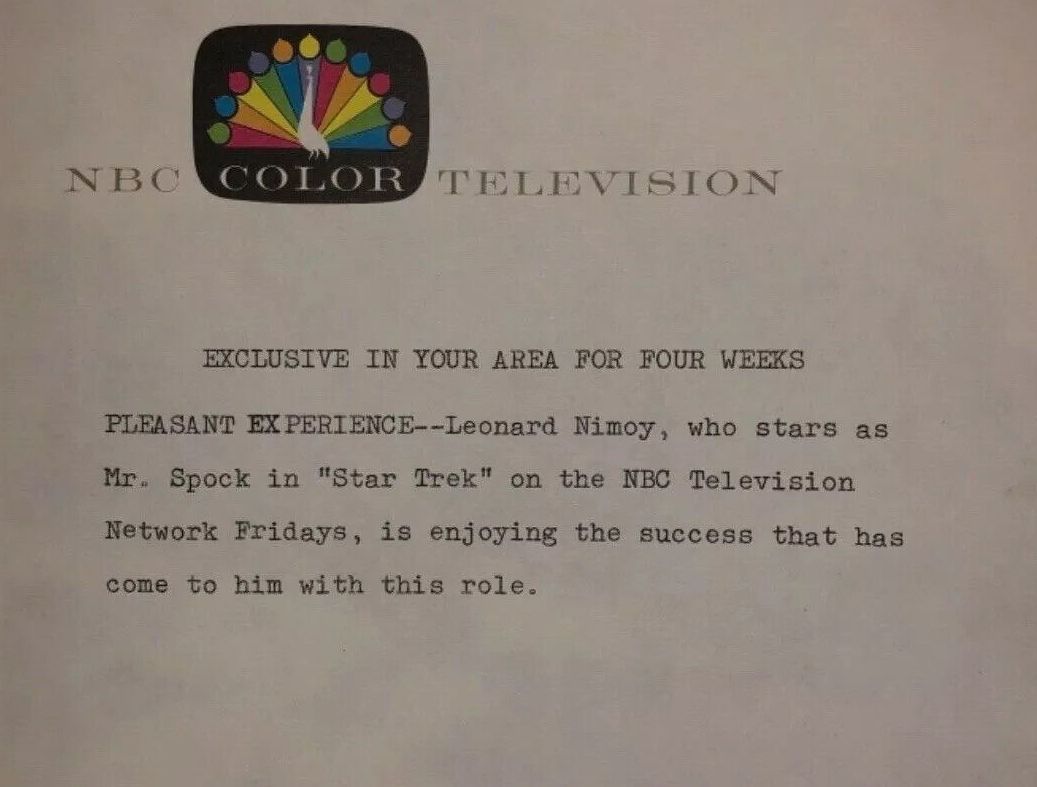 NBC COLOR TELEVISION
EXCLUSIVE IN YOUR AREA FOR FOUR WEEKS
PLEASANT EXPERIENCE--Leonard Nimoy, who stars as
Mr. Spock in "Star Trek" on the NBC Television
Network Fridays, is enjoying the success that has
come to him with this role.